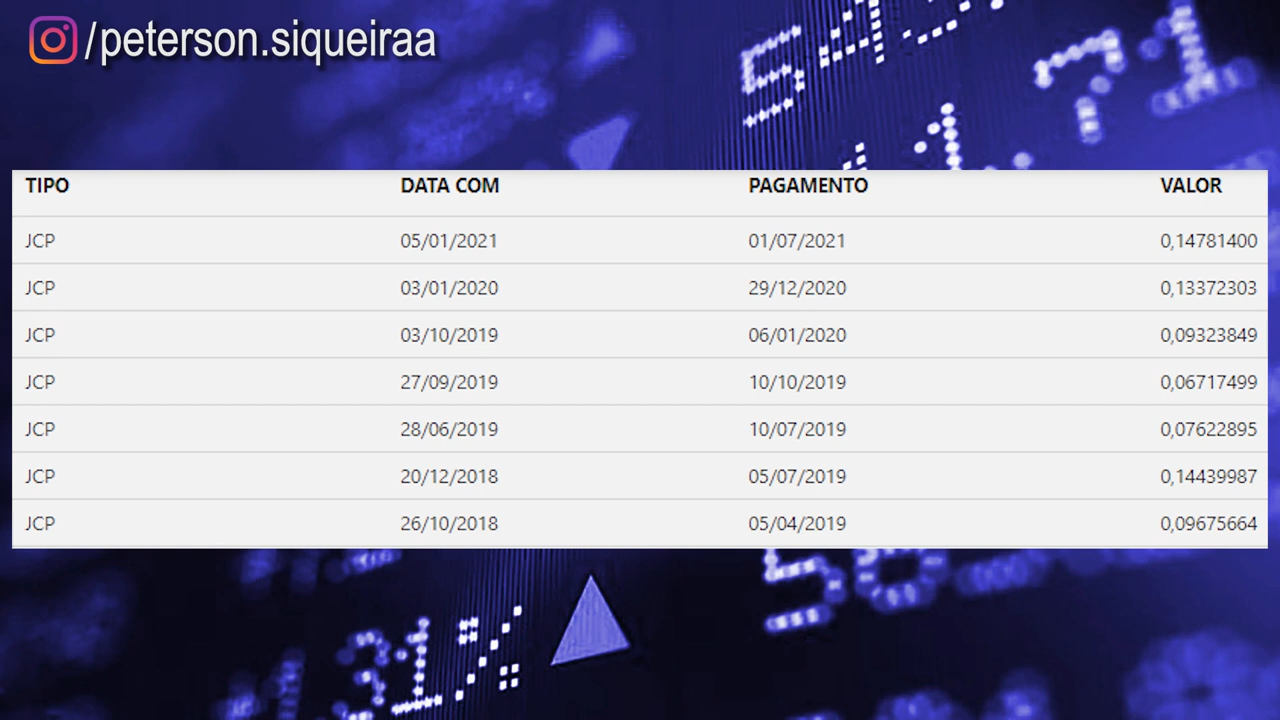 /peterson.siqueiraa
TIPO DATA COM PAGAMENTO VALOR
JCP 05/01/2021 01/07/2021 0,14781400
JCP 03/01/2020 29/12/2020 0,13372303
JCP 03/10/2019 06/01/2020 0,09323849
JCP 27/09/2019 10/10/2019 0,06717499
JCP 28/06/2019 10/07/2019 0,07622895
JCP 20/12/2018 05/07/2019 0,14439987
JCP 26/10/2018 05/04/2019 0,09675664